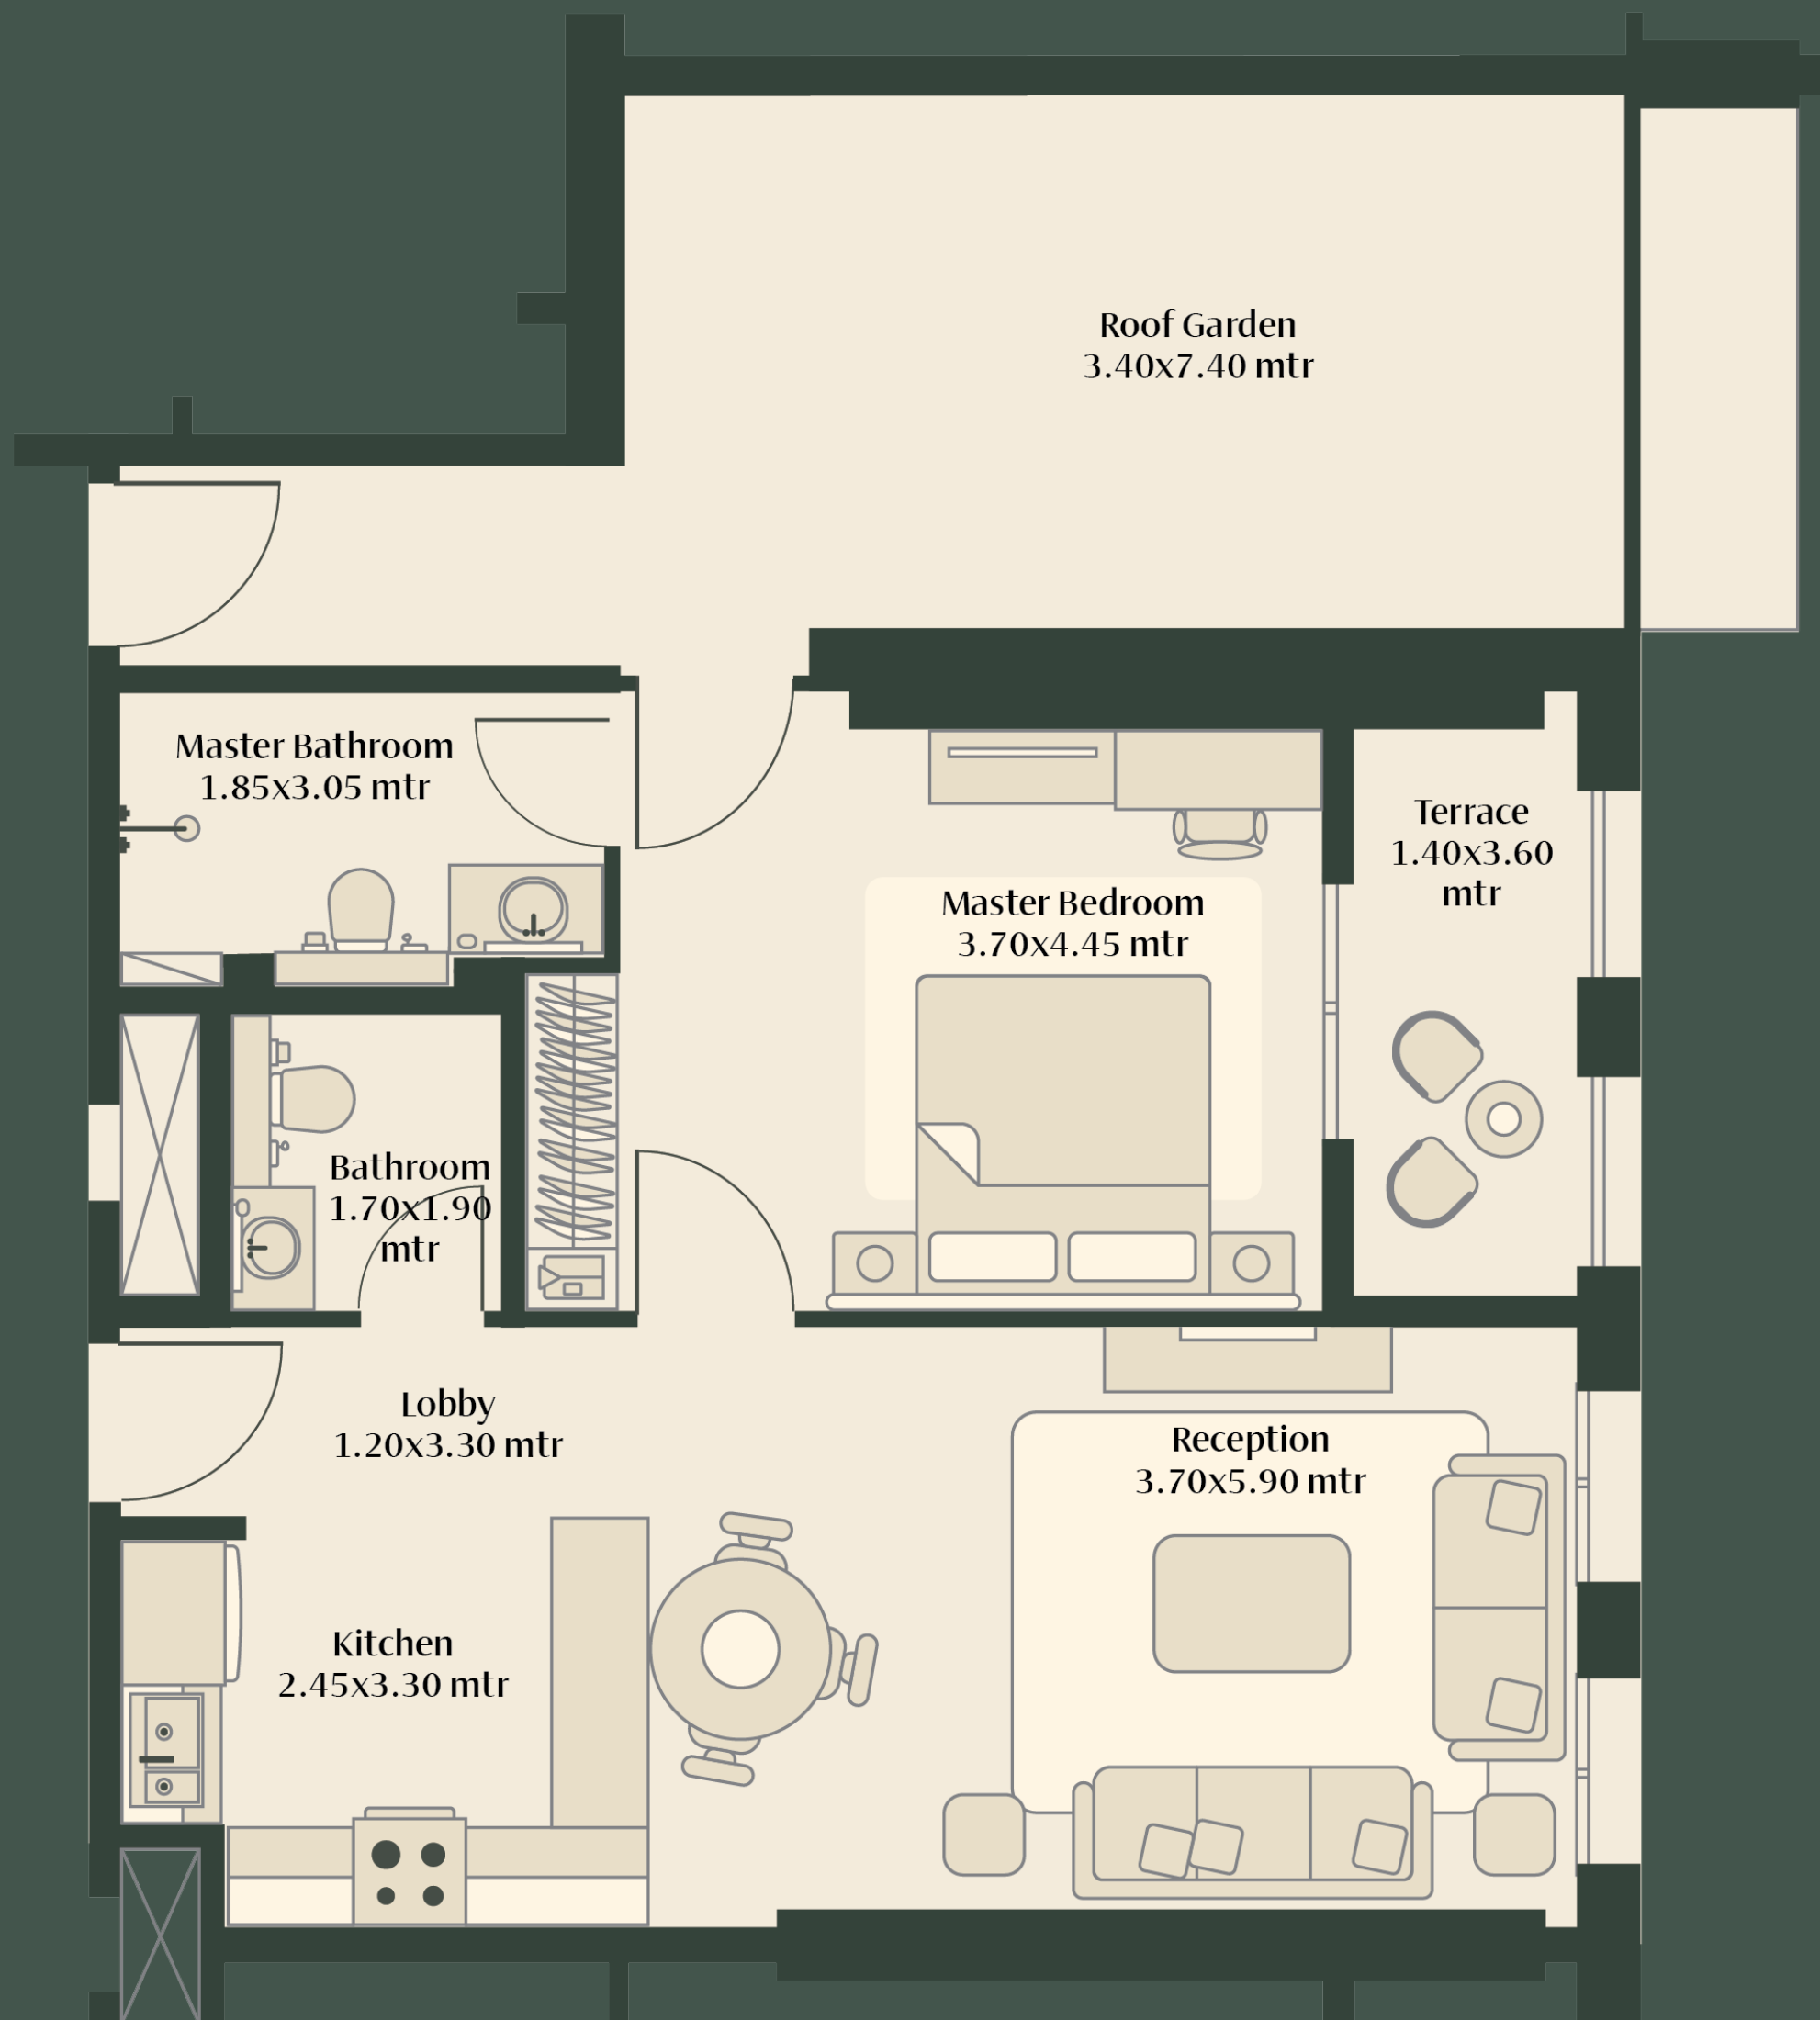 Roof Garden
3.40x7.40 mtr
Master Bathroom
1.85x3.05 mtr
Terrace
1.40x3.60
mtr
Master Bedroom
3.70x4.45 mtr
Bathroom
1.70x1.90
mtr
Lobby
1.20x3.30 mtr
Reception
3.70x5.90 mtr
Kitchen
2.45x3.30 mtr